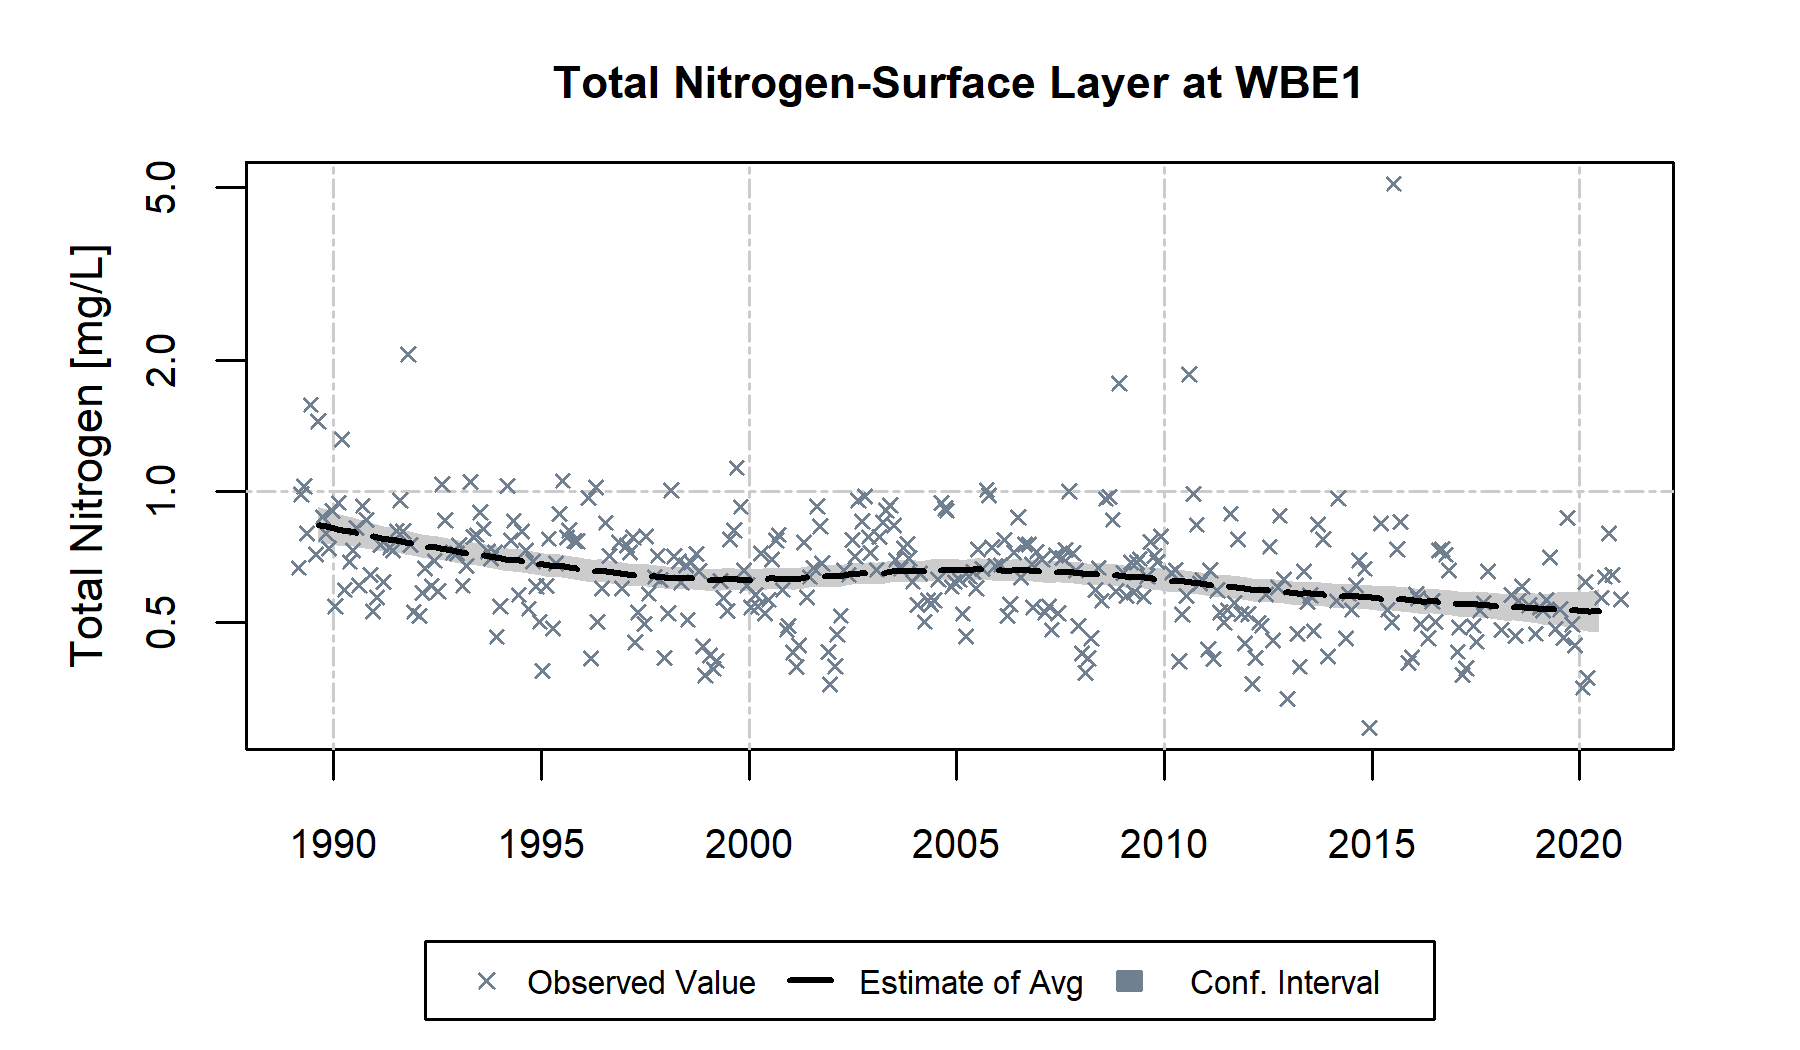 Total Nitrogen-Surface Layer at WBE1
Total Nitrogen [mg/L]
5.0
2.0
1.0
0.5
1990 1995 2000 2005 2010 2015 2020
Observed Value Estimate of Avg Conf. Interval